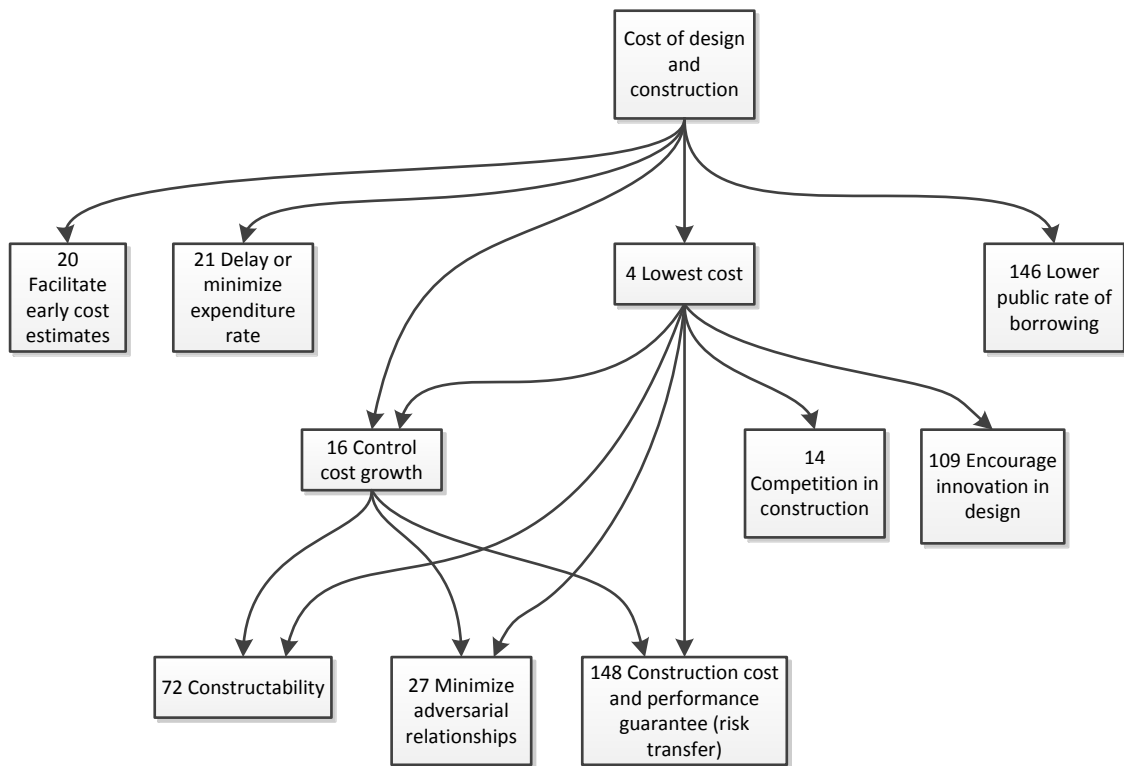 Cost of design
and
construction
20
Facilitate
early cost
estimates
21 Delay or
minimize
expenditure
rate
4 Lowest cost
146 Lower
public rate of
borrowing
16 Control
cost growth
14
Competition in
construction
109 Encourage
innovation in
design
72 Constructability
27 Minimize
adversarial
relationships
148 Construction cost
and performance
guarantee (risk
transfer)